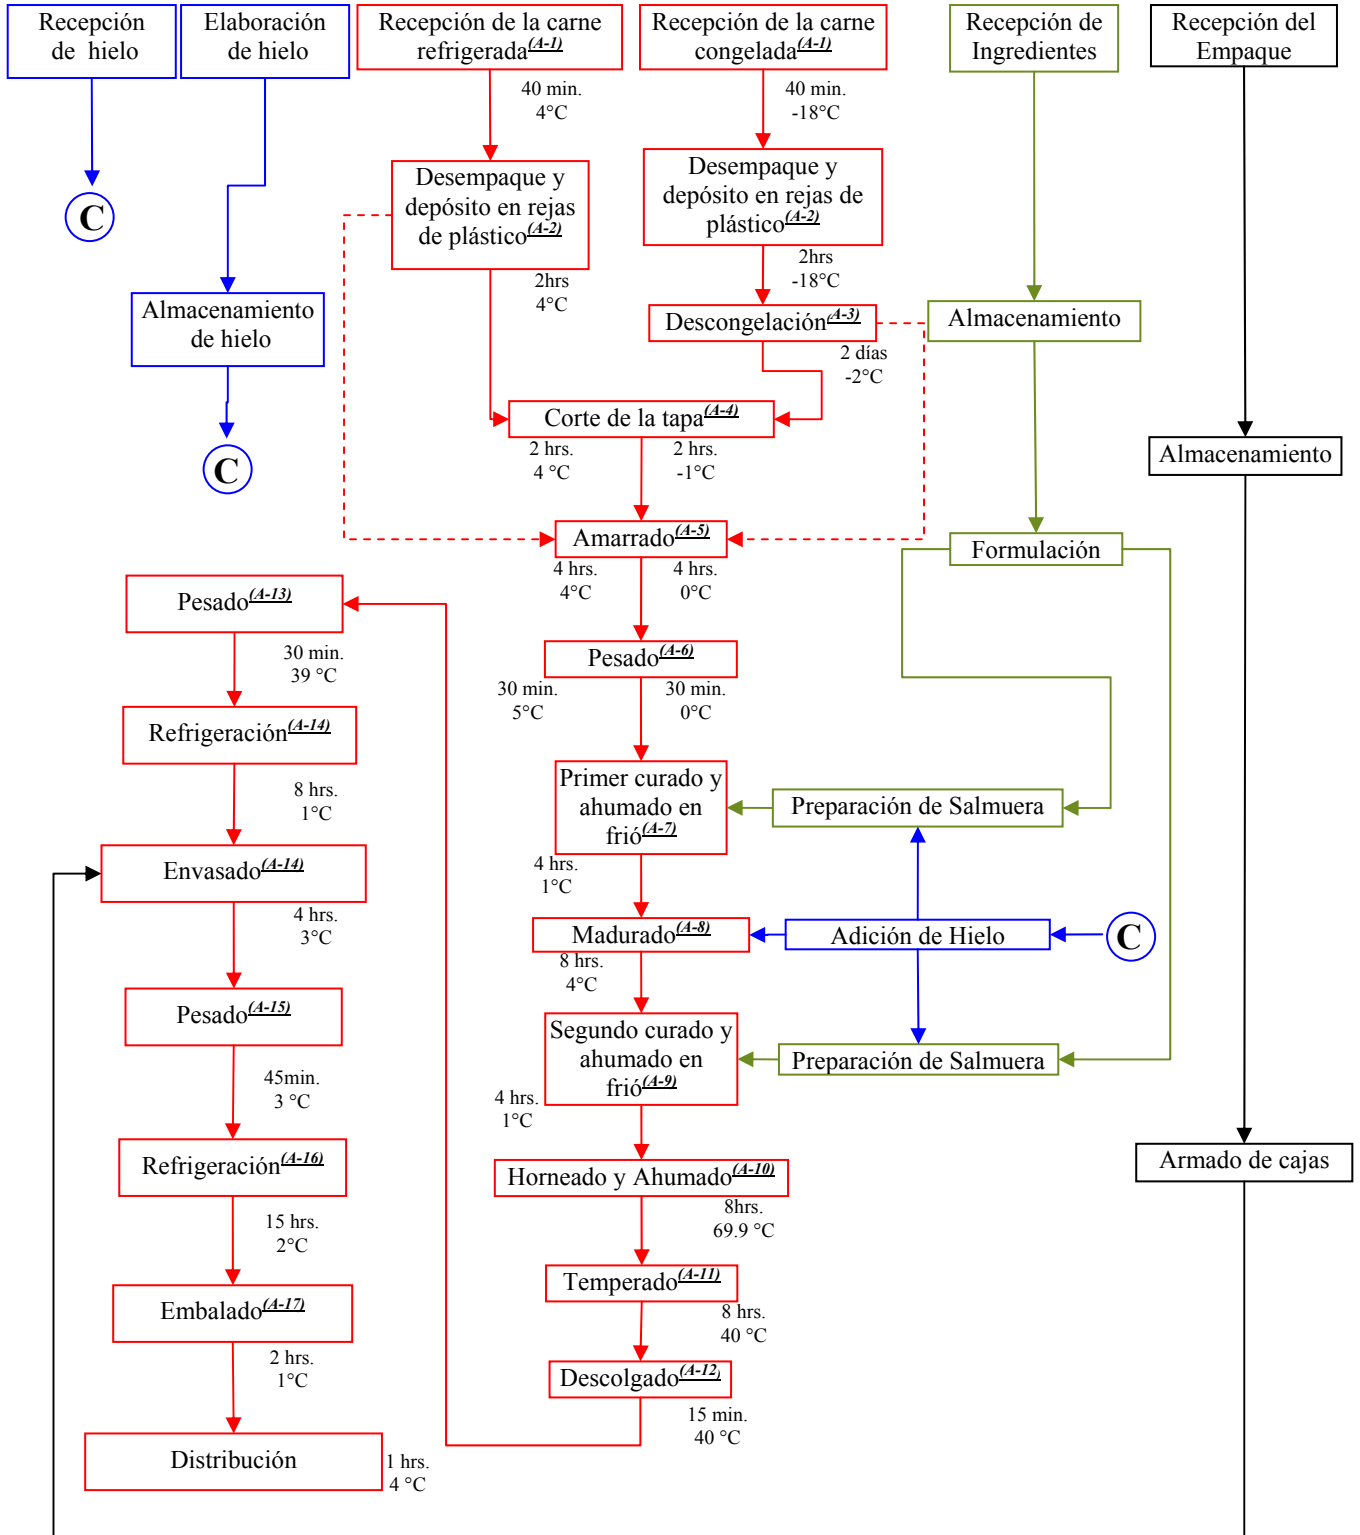 Recepción
de hielo
Elaboración
de hielo
Recepción de la carne
refrigerada(A-1)
Recepción de la carne
congelada(A-1)
Recepción de
Ingredientes
Recepción del
Empaque
40 min.
4°C
40 min.
-18°C
Desempaque y
depósito en rejas
de plástico(A-2)
Desempaque y
depósito en rejas de
plástico(A-2)
C
2hrs
4°C
2hrs
-18°C
Almacenamiento
de hielo
Descongelación(A-3)
Almacenamiento
2 días
-2°C
Corte de la tapa(A-4)
2 hrs.
4 °C
2 hrs.
-1°C
C
Almacenamiento
Amarrado(A-5)
Formulación
4 hrs.
4°C
4 hrs.
0°C
Pesado(A-13)
30 min.
39 °C
Pesado(A-6)
30 min.
5°C
30 min.
0°C
Refrigeración(A-14)
8 hrs.
1°C
Primer curado y
ahumado en
frió(A-7)
Preparación de Salmuera
4 hrs.
1°C
Envasado(A-14)
4 hrs.
3°C
Madurado(A-8)
Adición de Hielo
C
8 hrs.
4°C
Pesado(A-15)
45min.
3 °C
Segundo curado y
ahumado en
frió(A-9)
Preparación de Salmuera
4 hrs.
1°C
Refrigeración(A-16)
15 hrs.
2°C
Horneado y Ahumado(A-10)
8hrs.
69.9 °C
Armado de cajas
Embalado(A-17)
2 hrs.
1°C
Temperado(A-11)
8 hrs.
40 °C
Descolgado(A-12)
15 min.
40 °C
Distribución
1 hrs.
4 °C